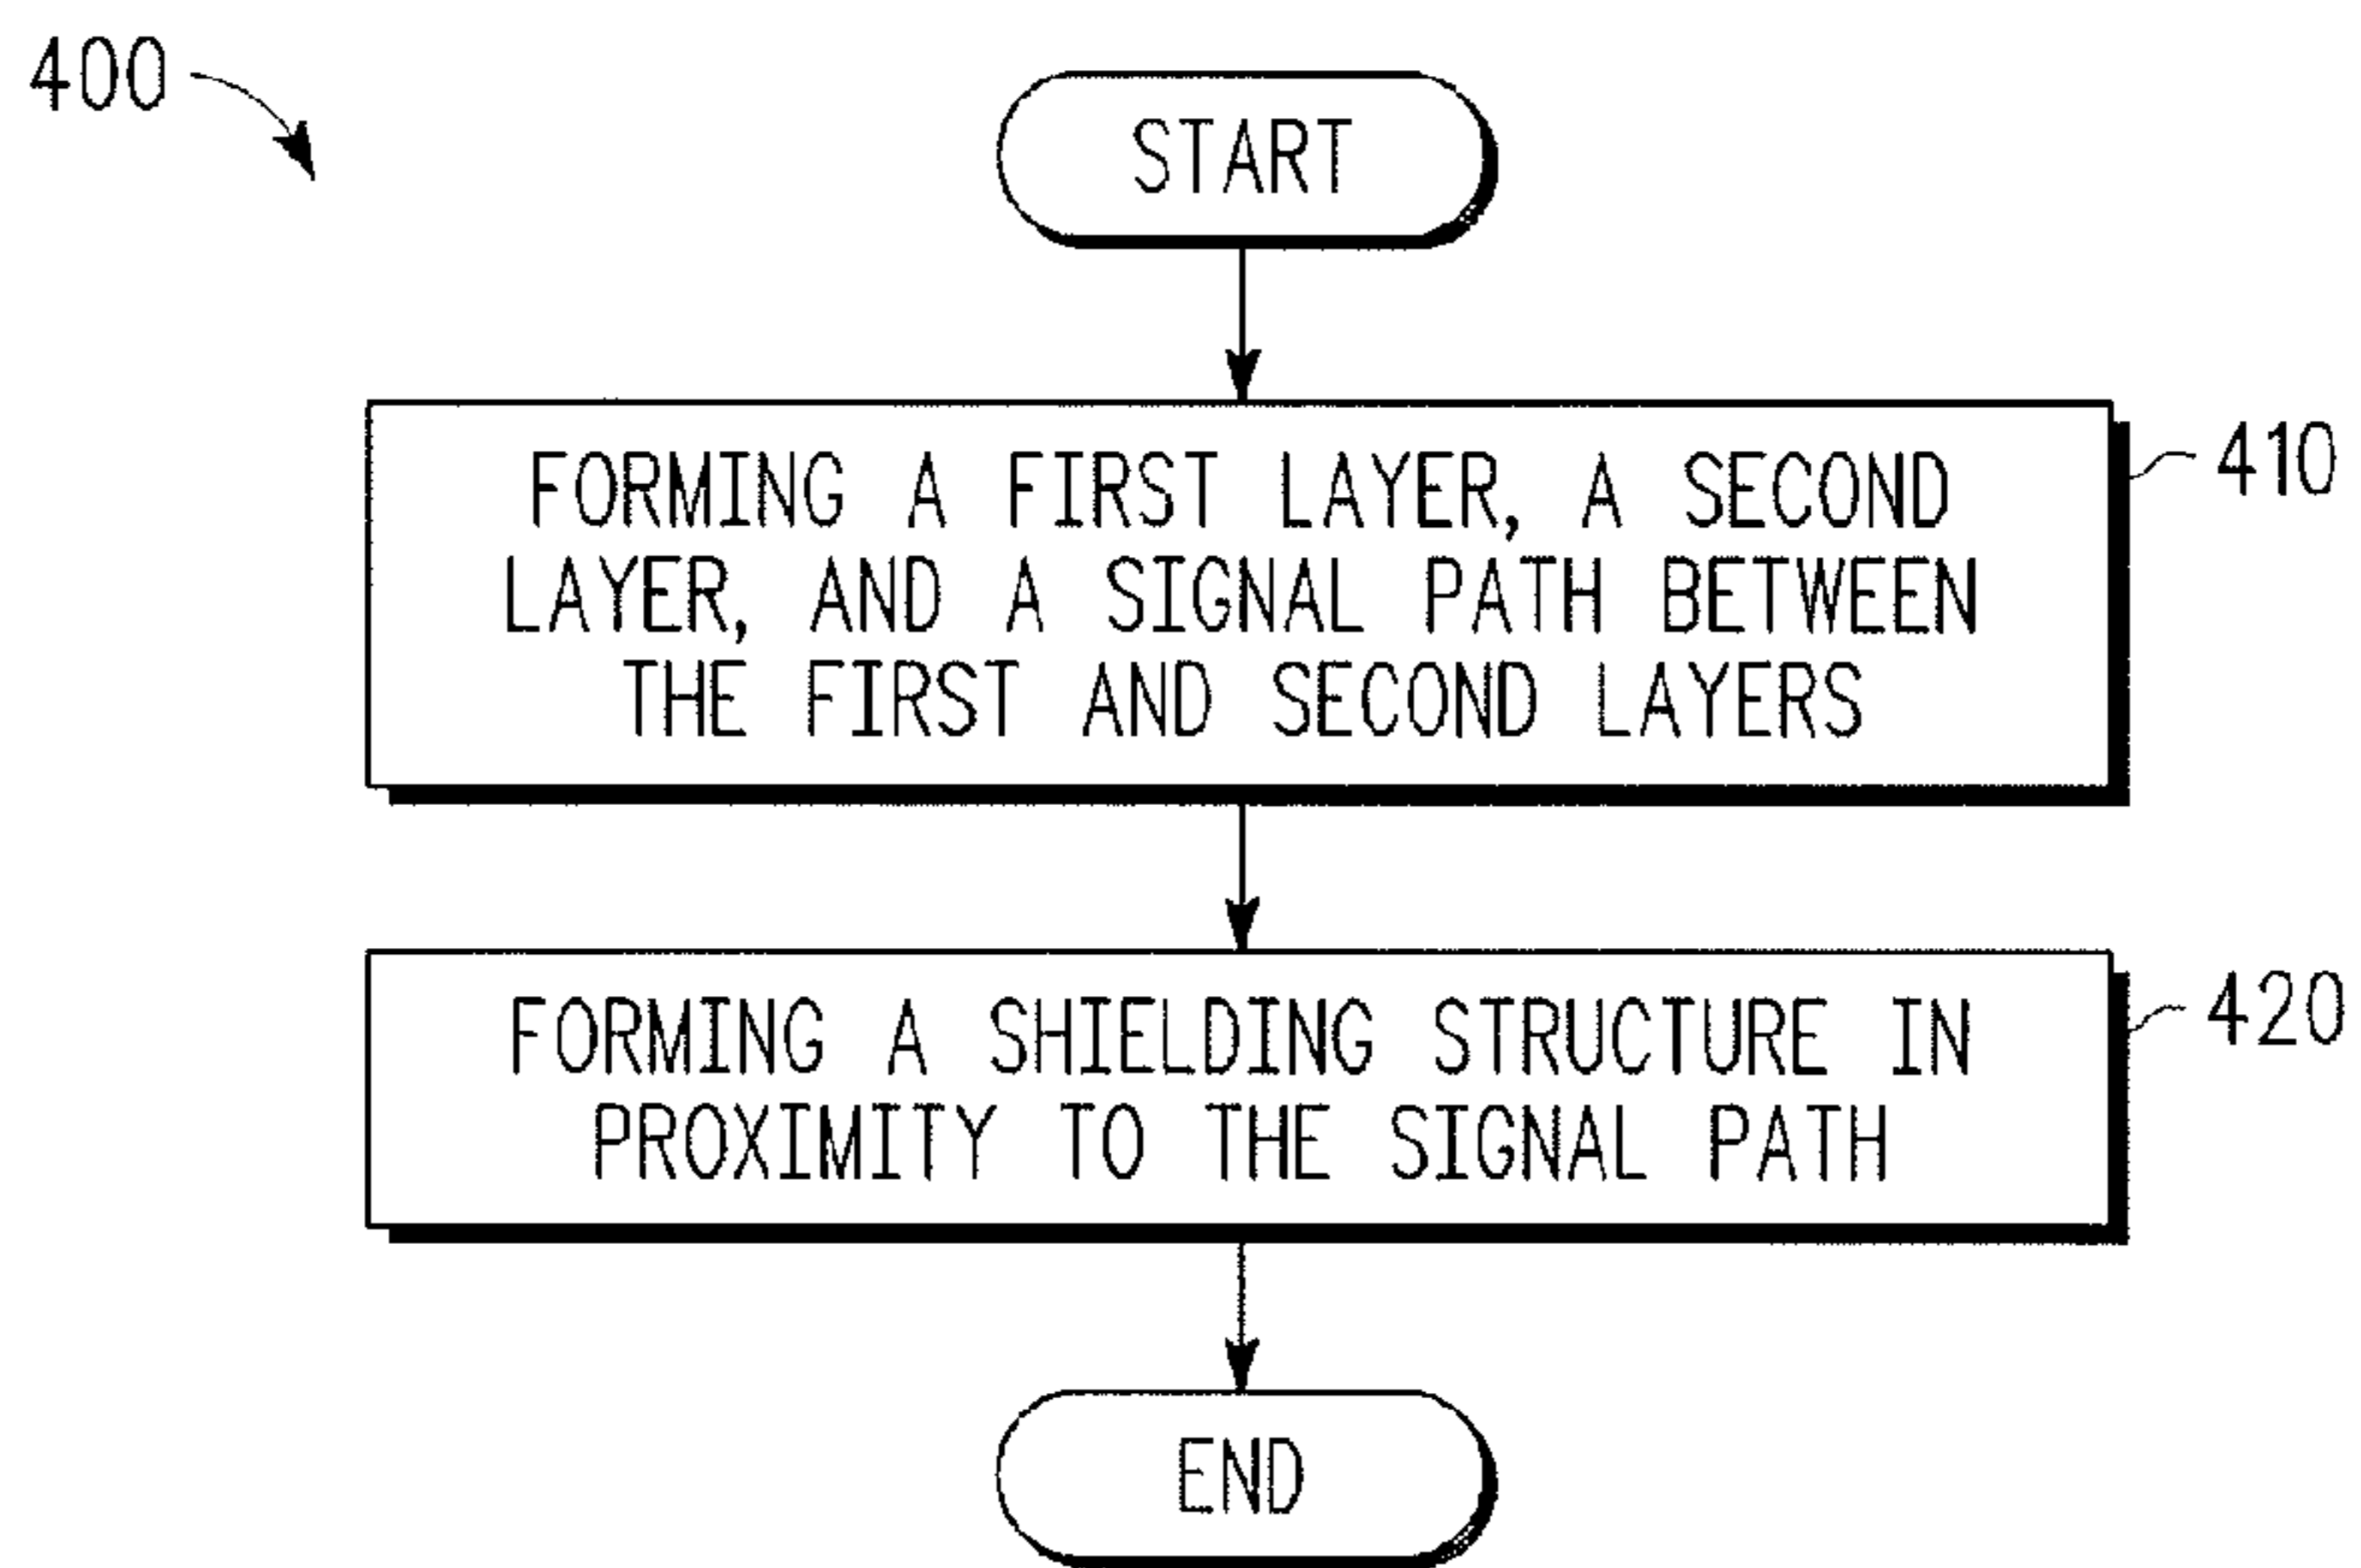 400
START
FORMING A FIRST LAYER, A SECOND
LAYER, AND A SIGNAL PATH BETWEEN
THE FIRST AND SECOND LAYERS
410
FORMING A SHIELDING STRUCTURE IN
PROXIMITY TO THE SIGNAL PATH
420
END